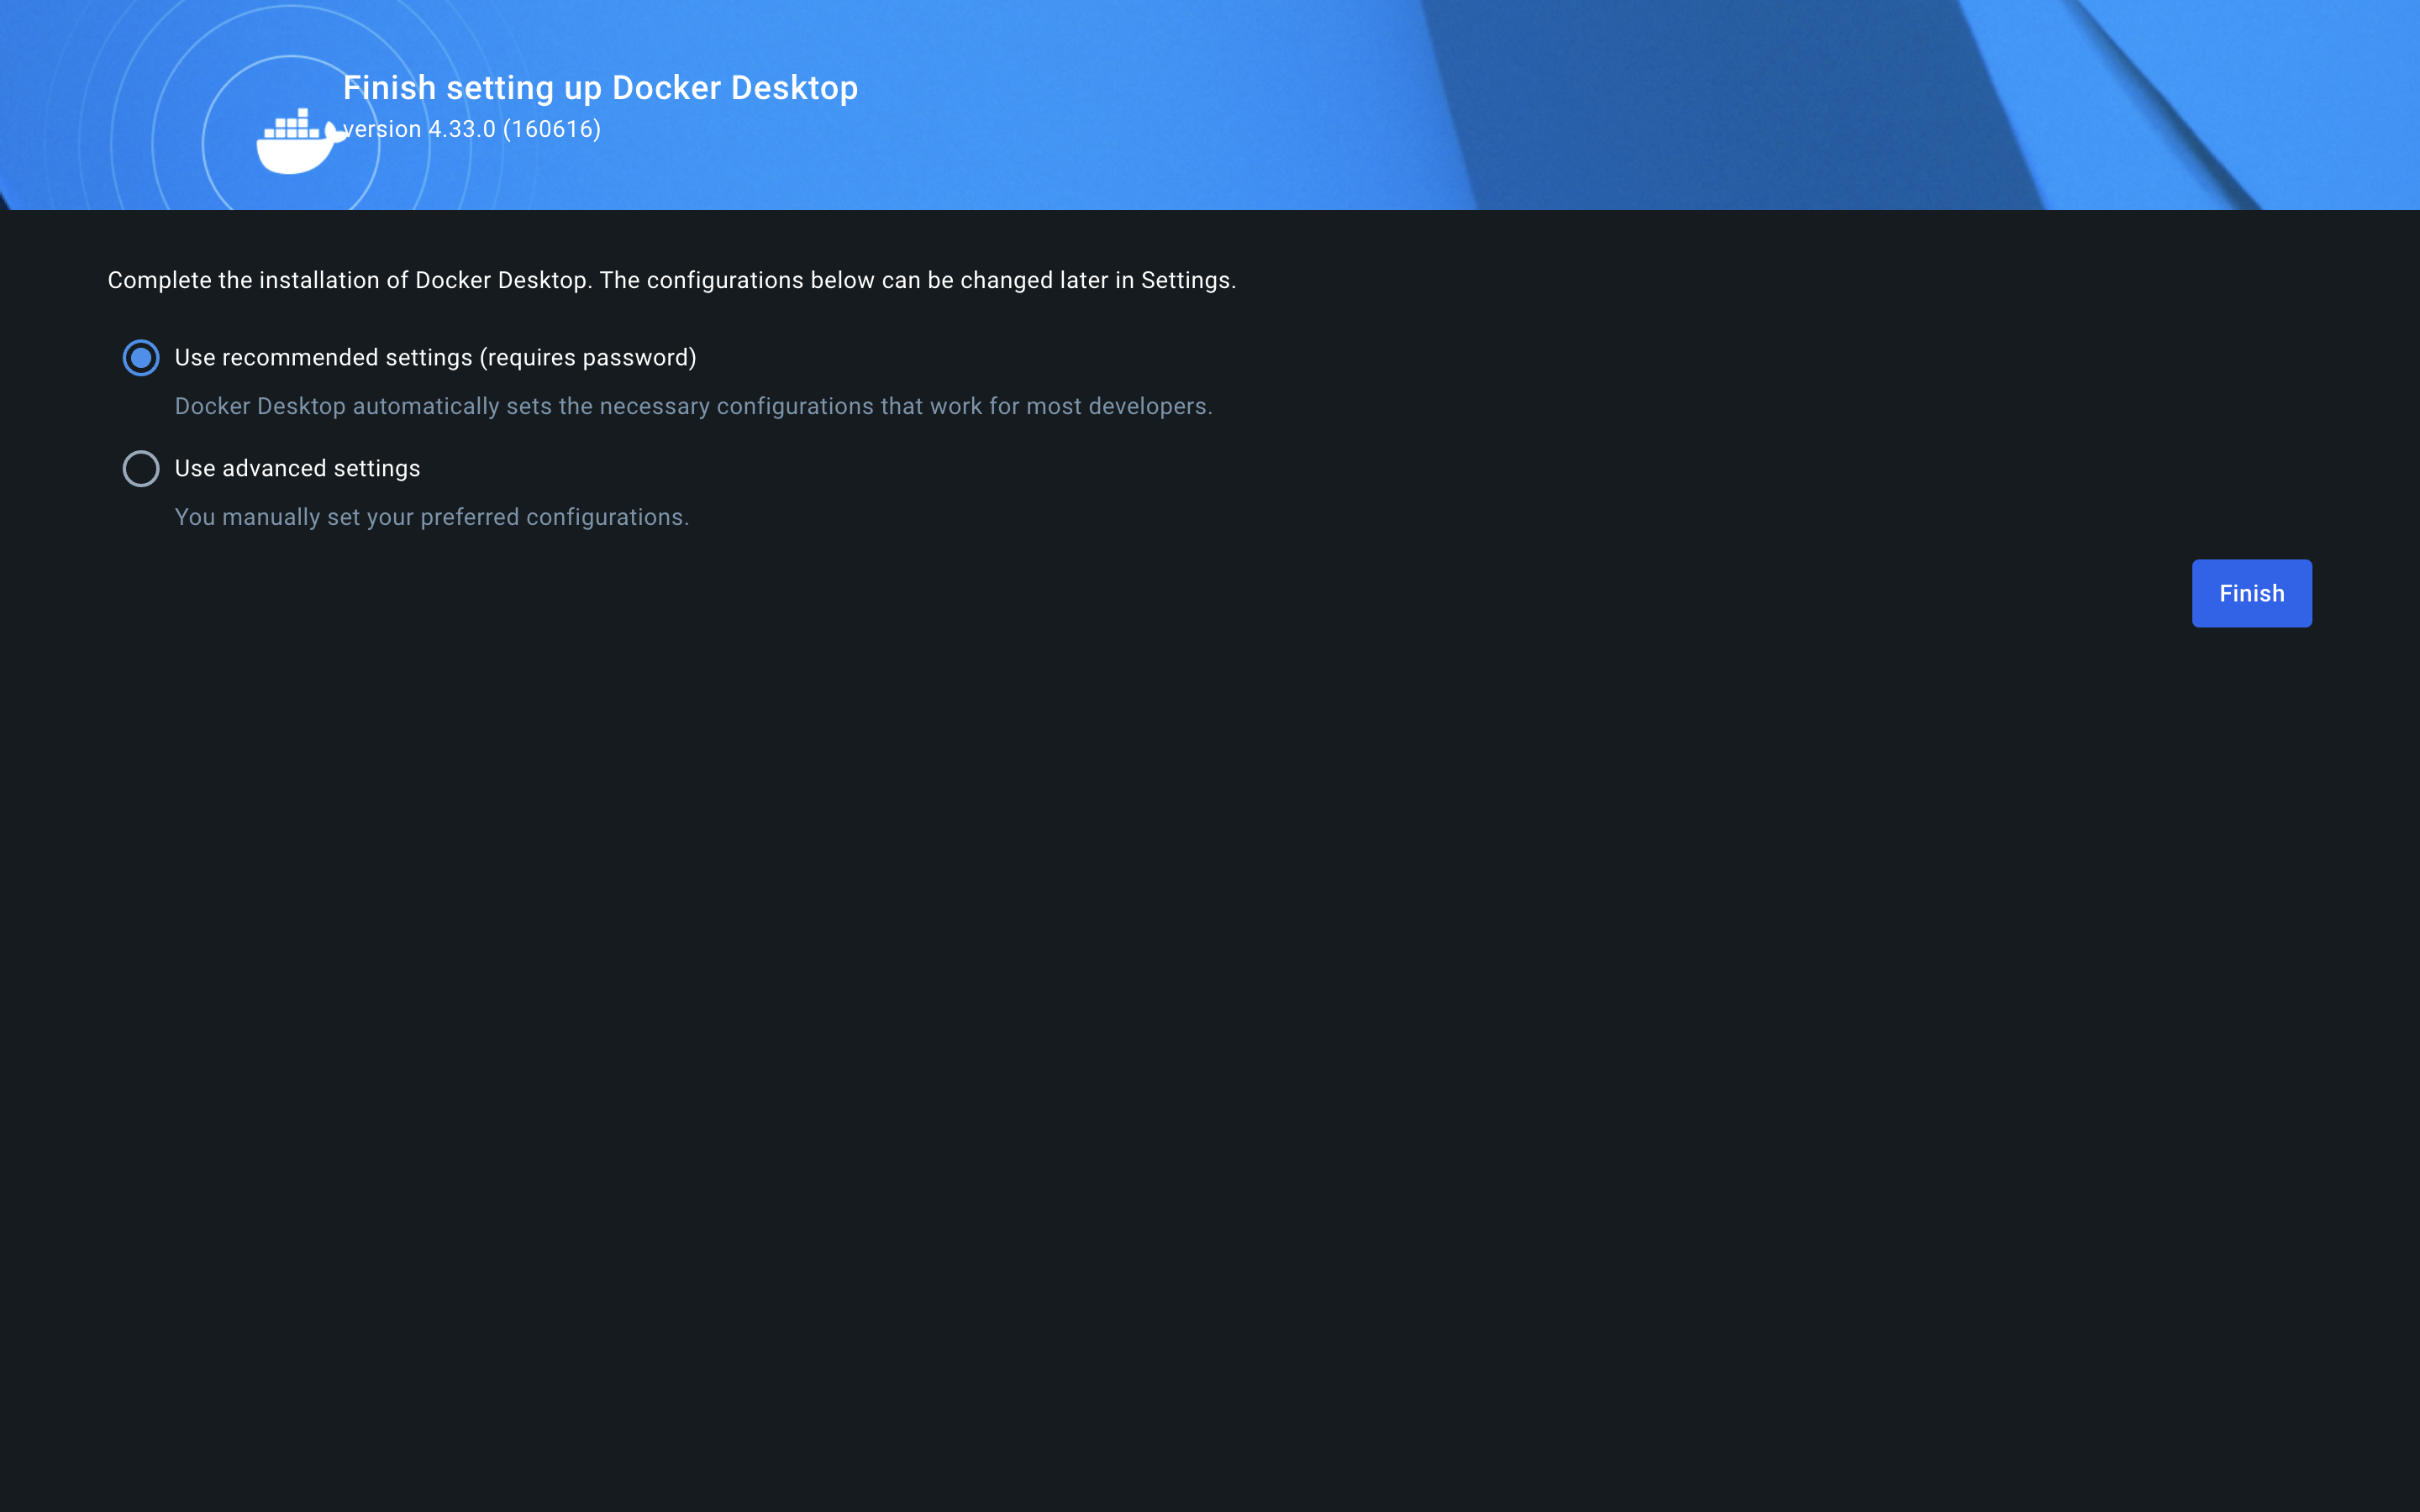 Finish setting up Docker Desktop
version 4.33.0 (160616)
Complete the installation of Docker Desktop. The configurations below can be changed later in Settings.
Use recommended settings (requires password)
Docker Desktop automatically sets the necessary configurations that work for most developers.
Use advanced settings
You manually set your preferred configurations.
Finish